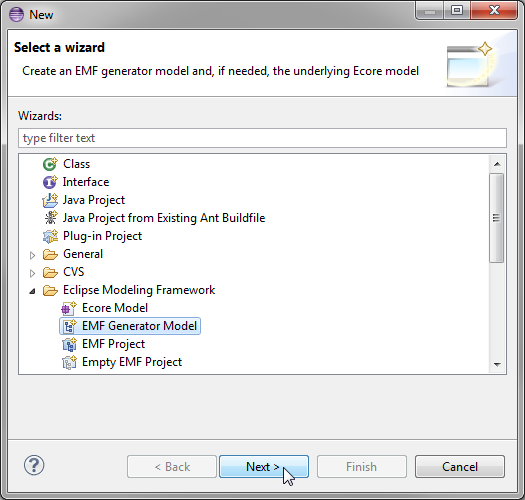 New
Select a wizard
Create an EMF generator model and, if needed, the underlying Ecore model
Wizards:
type filter text
Class
Interface
Java Project
Java Project from Existing Ant Buildfile
Plug-in Project
General
CVS
Eclipse Modeling Framework
Ecore Model
EMF Generator Model
EMF Project
Empty EMF Project
? < Back Next > Finish Cancel